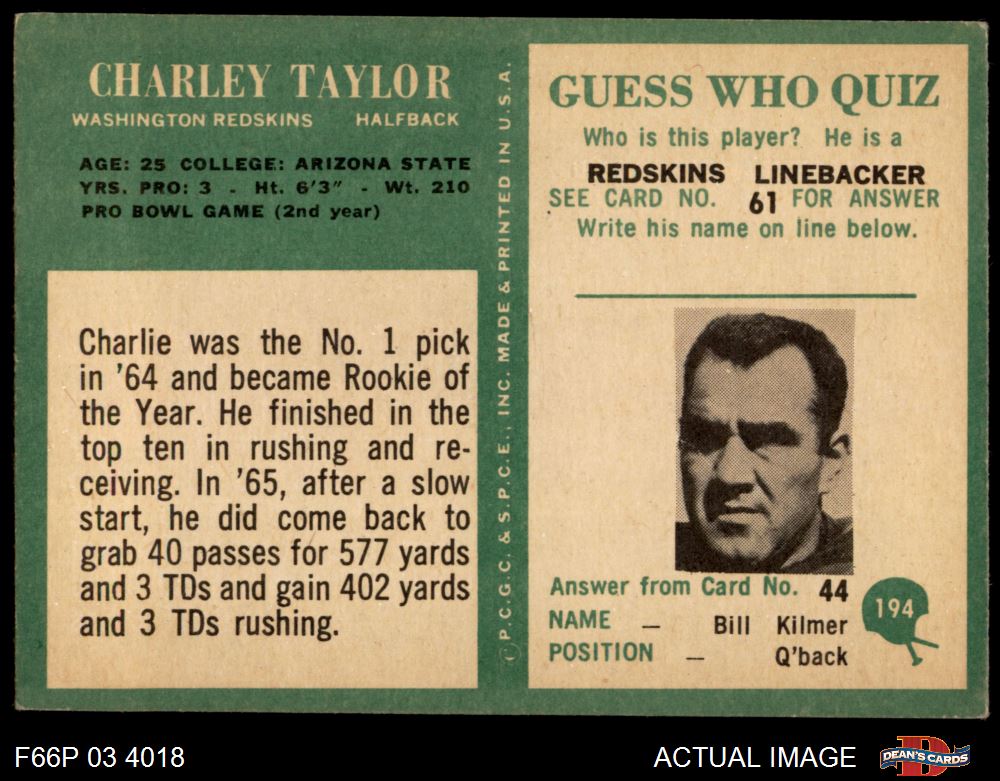 CHARLEY TAYLOR
WASHINGTON REDSKINS HALFBACK
AGE: 25 COLLEGE: ARIZONA STATE
YRS. PRO: 3 - Ht. 6'3" - Wt. 210
PRO BOWL GAME (2nd year)
Charlie was the No. 1 pick
in '64 and became Rookie of
the Year. He finished in the
top ten in rushing and re-
ceiving. In '65, after a slow
start, he did come back to
grab 40 passes for 577 yards
and 3 TDs and gain 402 yards
and 3 TDs rushing.
Ⓒ P.C.G.C. & S.P.C.E., INC. MADE & PRINTED IN U.S.A.
GUESS WHO QUIZ
Who is this player? He is a
REDSKINS LINEBACKER
SEE CARD NO. 61 FOR ANSWER
Write his name on line below.
Answer from Card No. 44
NAME — Bill Kilmer
POSITION — Q'back
194
F66P 03 4018
ACTUAL IMAGE
DEAN'S CARDS